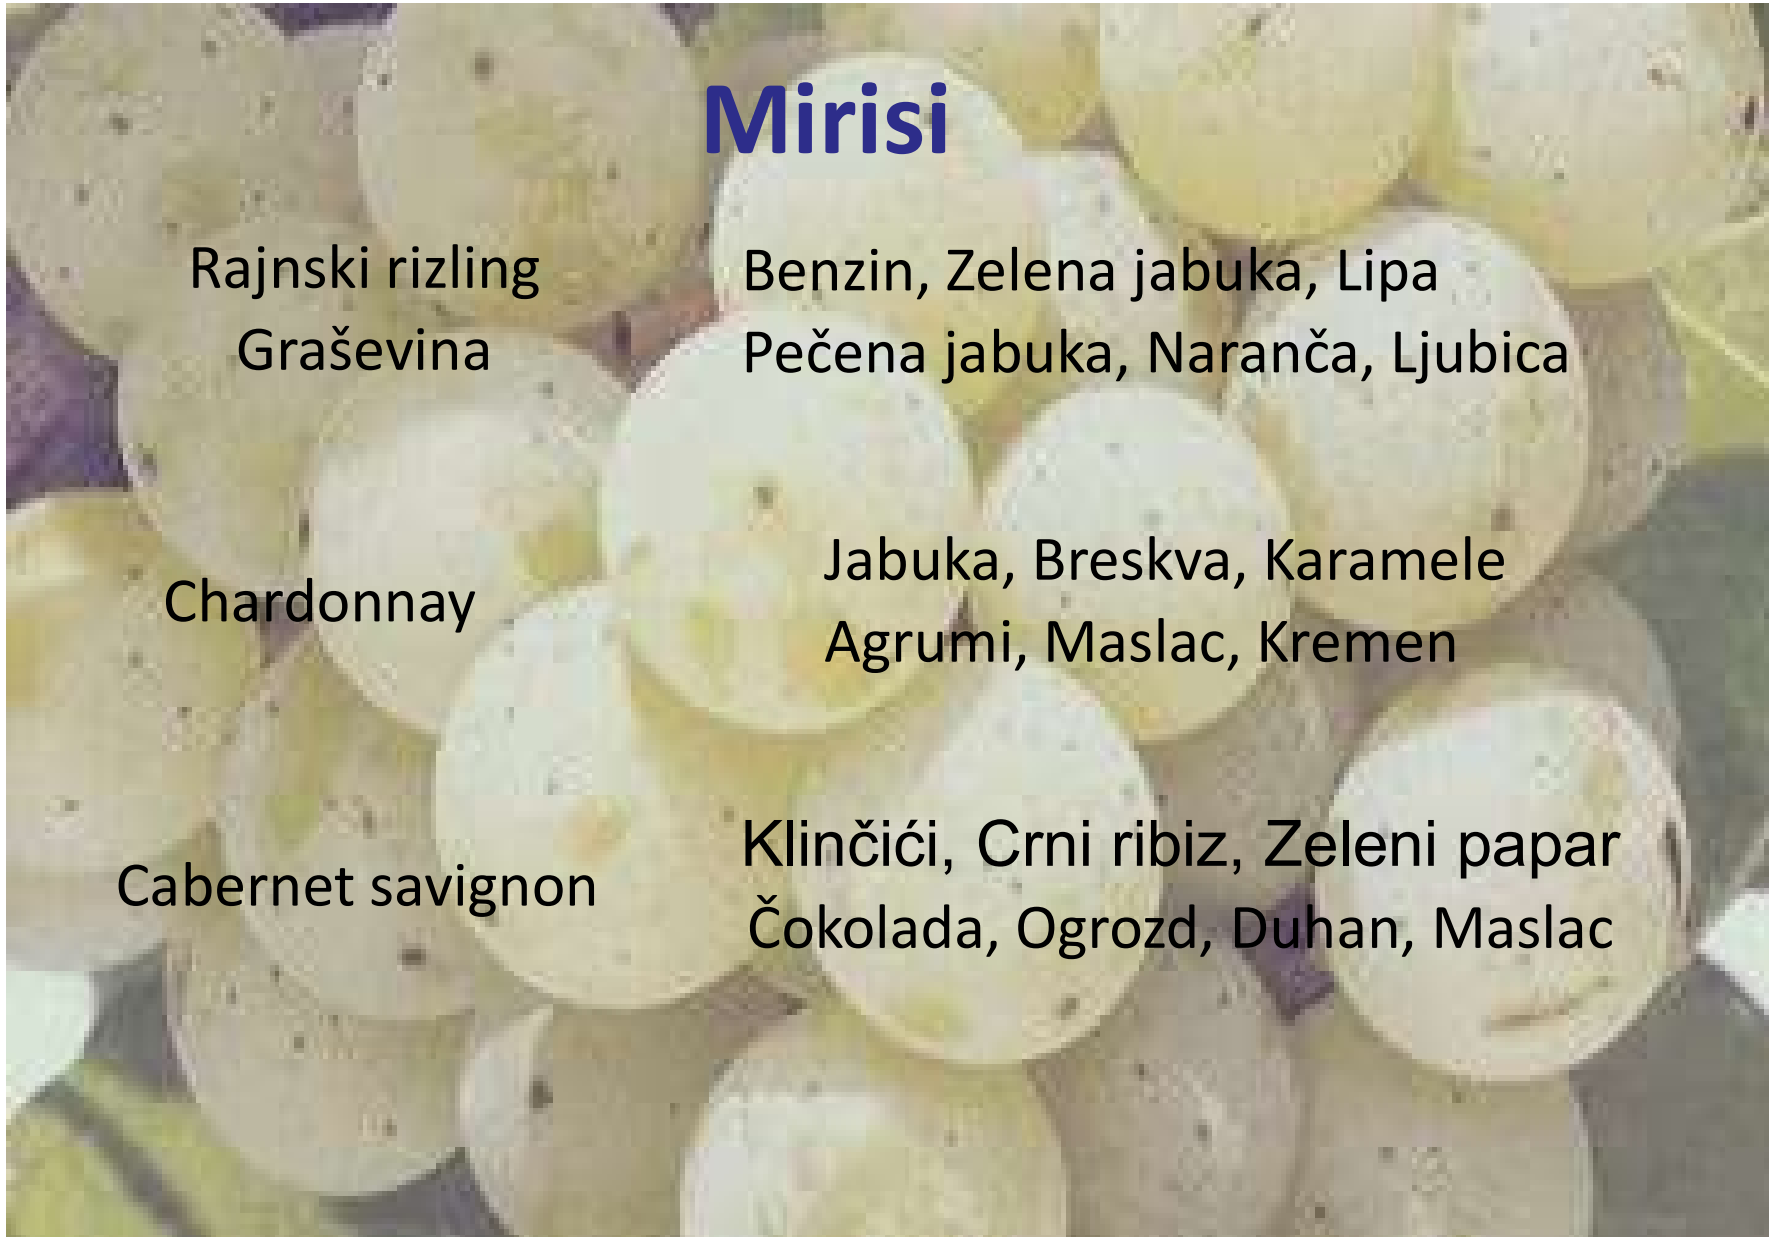 Mirisi
Rajnski rizling
Benzin, Zelena jabuka, Lipa
Graševina
Pečena jabuka, Naranča, Ljubica
Chardonnay
Jabuka, Breskva, Karamele
Agrumi, Maslac, Kremen
Cabernet savignon
Klinčići, Crni ribiz, Zeleni papar
Čokolada, Ogrozd, Duhan, Maslac